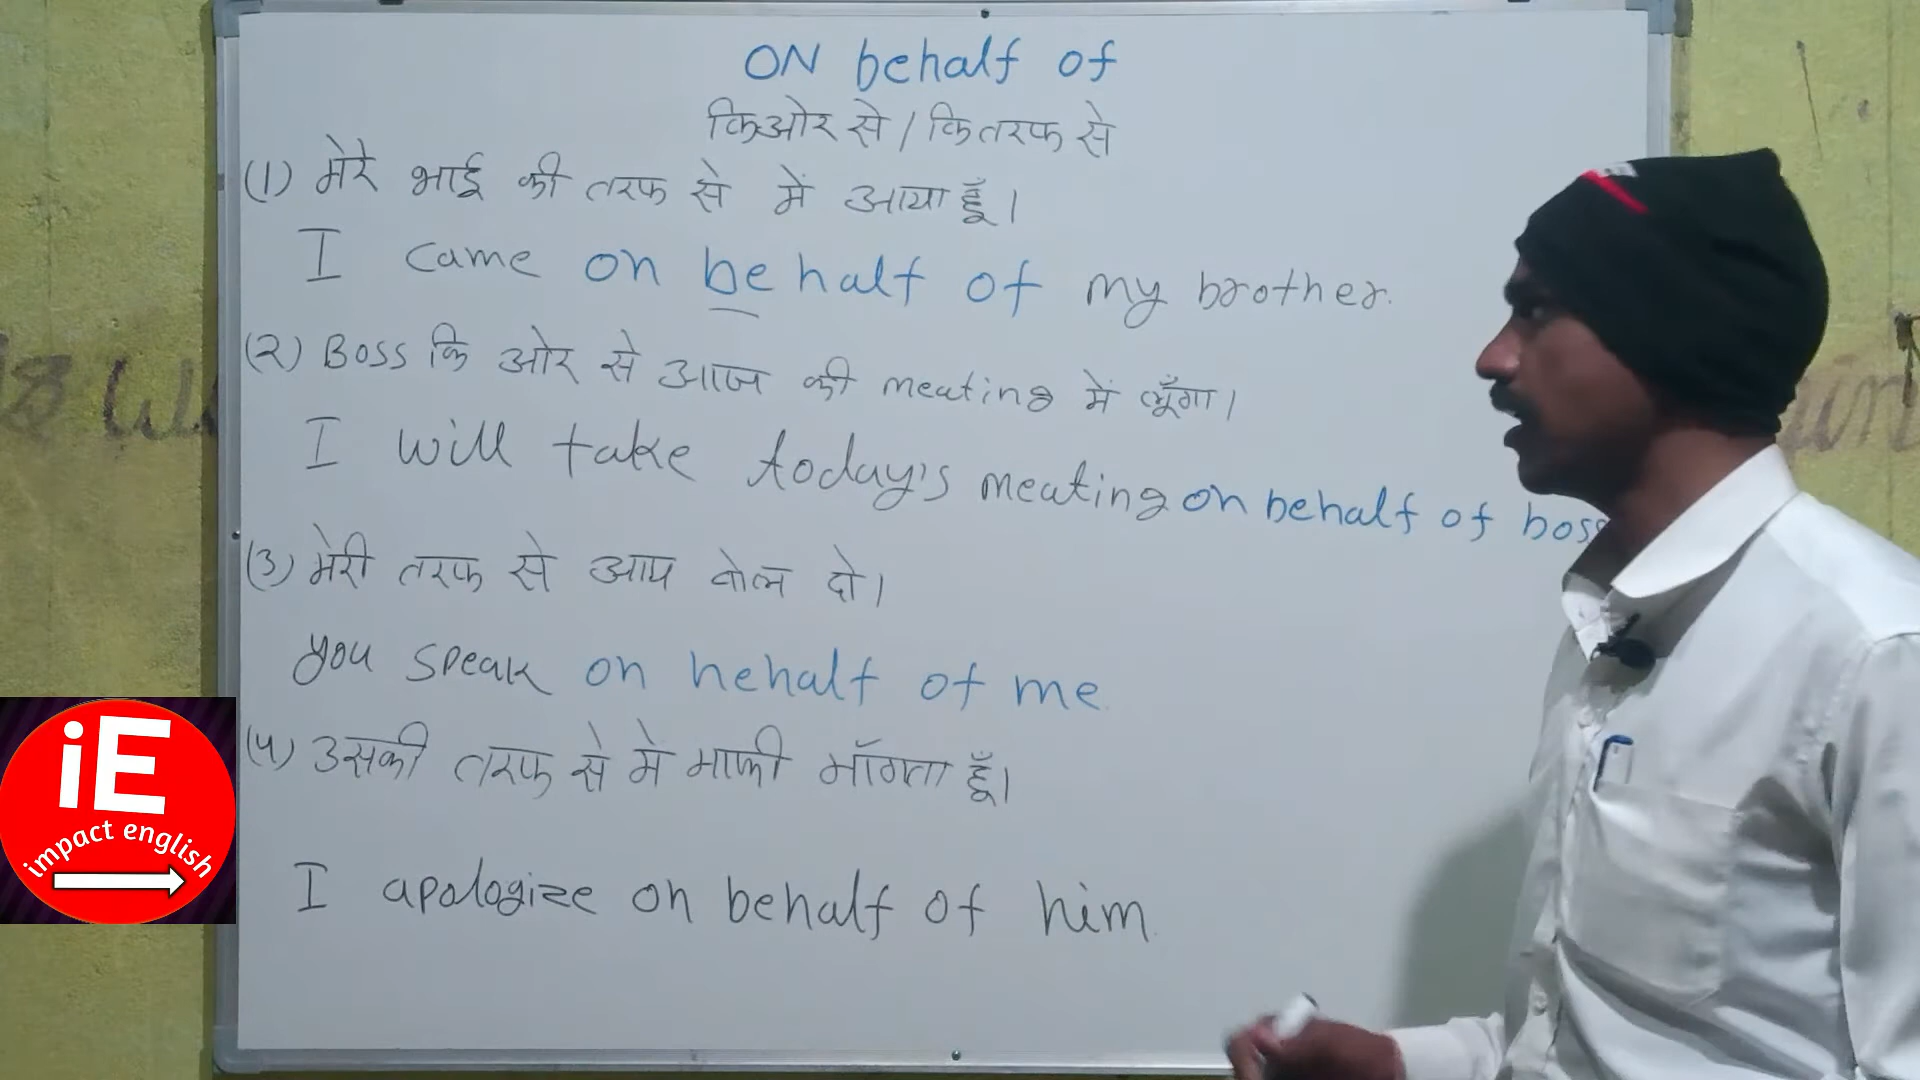 ON behalf of
कि ओर से / कि तरफ से
(1) मेरे भाई की तरफ से में आया हूँ।
I came on behalf of my brother.
(२) Boss कि ओर से आज की meating में लूँगा।
I will take today's meating on behalf of boss
(3) मेरी तरफ से आप बोल दो।
you speak on hehalf of me.
(4) उसकी तरफ से मे माफी माँगता हूँ।
I apologize on behalf of him.
iE
impact english